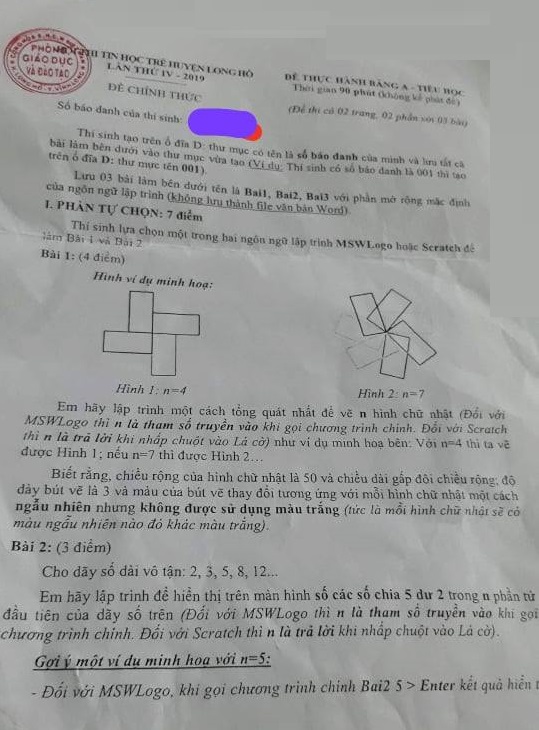 PHÒNG
GIÁO DỤC
VÀ ĐÀO TẠO
THI TIN HỌC TRẺ HUYỆN LONG HỒ
LẦN THỨ IV - 2019
ĐỀ CHÍNH THỨC
Số báo danh của thí sinh:
ĐỀ THỰC HÀNH BẢNG A - TIỂU HỌC
Thời gian 90 phút (không kể phát đề)
(Đề thi có 02 trang, 02 phần với 03 bài)
Thí sinh tạo trên ổ đĩa D: thư mục có tên là số báo danh của mình và lưu tất cả
bài làm bên dưới vào thư mục vừa tạo (Ví dụ: Thí sinh có số báo danh là 001 thì tạo
trên ổ đĩa D: thư mục tên 001).
Lưu 03 bài làm bên dưới tên là Bai1, Bai2, Bai3 với phần mở rộng mặc định
của ngôn ngữ lập trình (không lưu thành file văn bản Word).
I. PHẦN TỰ CHỌN: 7 điểm
Thí sinh lựa chọn một trong hai ngôn ngữ lập trình MSWLogo hoặc Scratch để
làm Bài 1 và Bài 2
Bài 1: (4 điểm)
Hình ví dụ minh hoạ:
Hình 1: n=4
Hình 2: n=7
Em hãy lập trình một cách tổng quát nhất để vẽ n hình chữ nhật (Đối với
MSWLogo thì n là tham số truyền vào khi gọi chương trình chính. Đối với Scratch
thì n là trả lời khi nhấp chuột vào Lá cờ) như ví dụ minh hoạ bên: Với n=4 thì ta vẽ
được Hình 1; nếu n=7 thì được Hình 2...
Biết rằng, chiều rộng của hình chữ nhật là 50 và chiều dài gấp đôi chiều rộng; độ
dày bút vẽ là 3 và màu của bút vẽ thay đổi tương ứng với mỗi hình chữ nhật một cách
ngẫu nhiên nhưng không được sử dụng màu trắng (tức là mỗi hình chữ nhật sẽ có
màu ngẫu nhiên nào đó khác màu trắng).
Bài 2: (3 điểm)
Cho dãy số dài vô tận: 2, 3, 5, 8, 12...
Em hãy lập trình để hiển thị trên màn hình số các số chia 5 dư 2 trong n phần tử
đầu tiên của dãy số trên (Đối với MSWLogo thì n là tham số truyền vào khi gọi
chương trình chính. Đối với Scratch thì n là trả lời khi nhấp chuột vào Lá cờ).
Gợi ý một ví dụ minh hoạ với n=5:
- Đối với MSWLogo, khi gọi chương trình chính Bai2 5 > Enter kết quả hiển